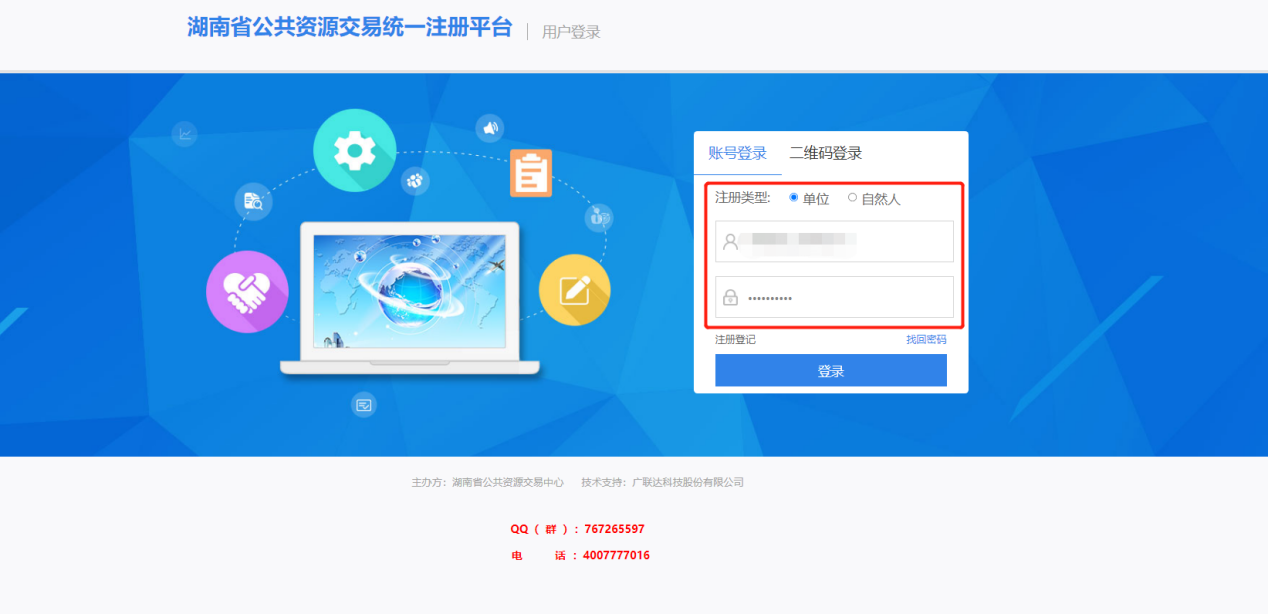 湖南省公共资源交易统一注册平台 | 用户登录
账号登录 二维码登录
注册类型: 单位 自然人
注册登记 找回密码
登录
主办方：湖南省公共资源交易中心 技术支持：广联达科技股份有限公司
QQ（ 群 ）：767265597
电 话 ：4007777016